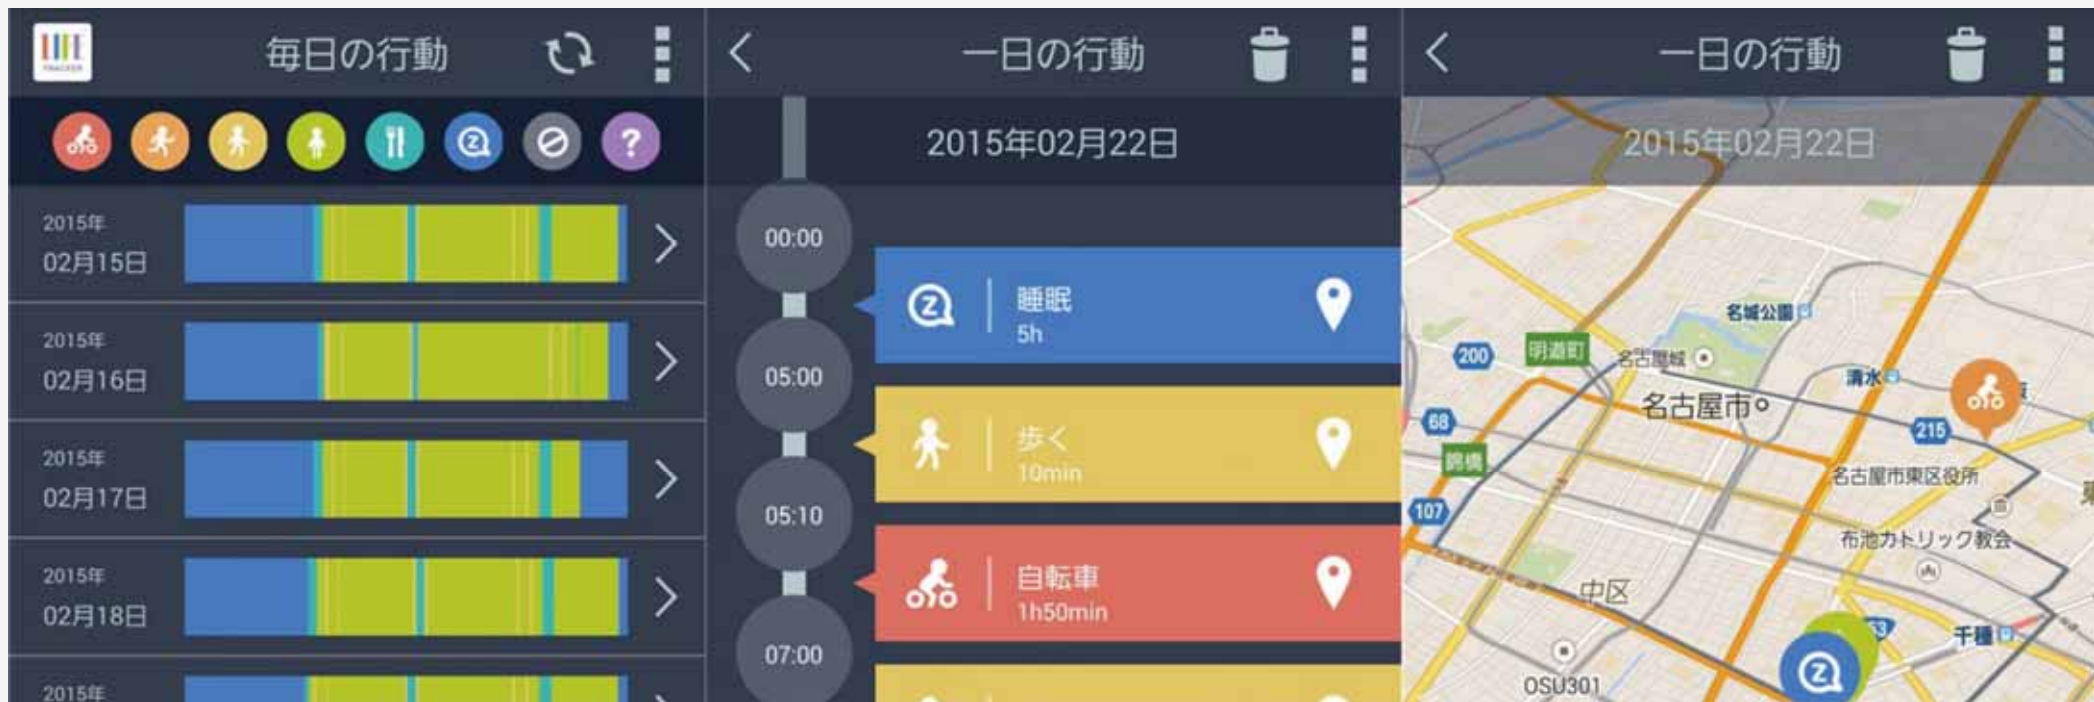 毎日の行動
2015年
02月15日
2015年
02月16日
2015年
02月17日
2015年
02月18日
2015年
一日の行動
2015年02月22日
00:00
睡眠
5h
05:00
歩く
10min
05:10
自転車
1h50min
07:00
一日の行動
2015年02月22日
名城公園
200
明道町
名古屋城
清水
名古屋市
68
215
錦橋
名古屋市東区役所
107
布池カトリック教会
中区
千種
OSU301